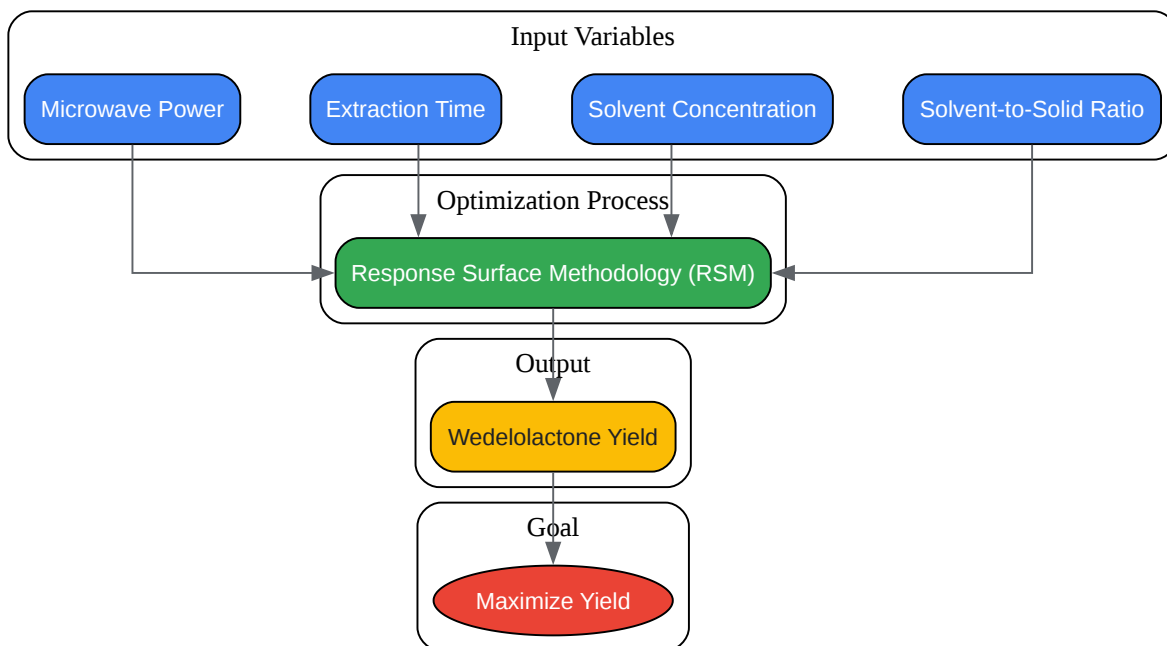 Input Variables
Microwave Power
Extraction Time
Solvent Concentration
Solvent-to-Solid Ratio
Optimization Process
Response Surface Methodology (RSM)
Output
Wedelolactone Yield
Goal
Maximize Yield